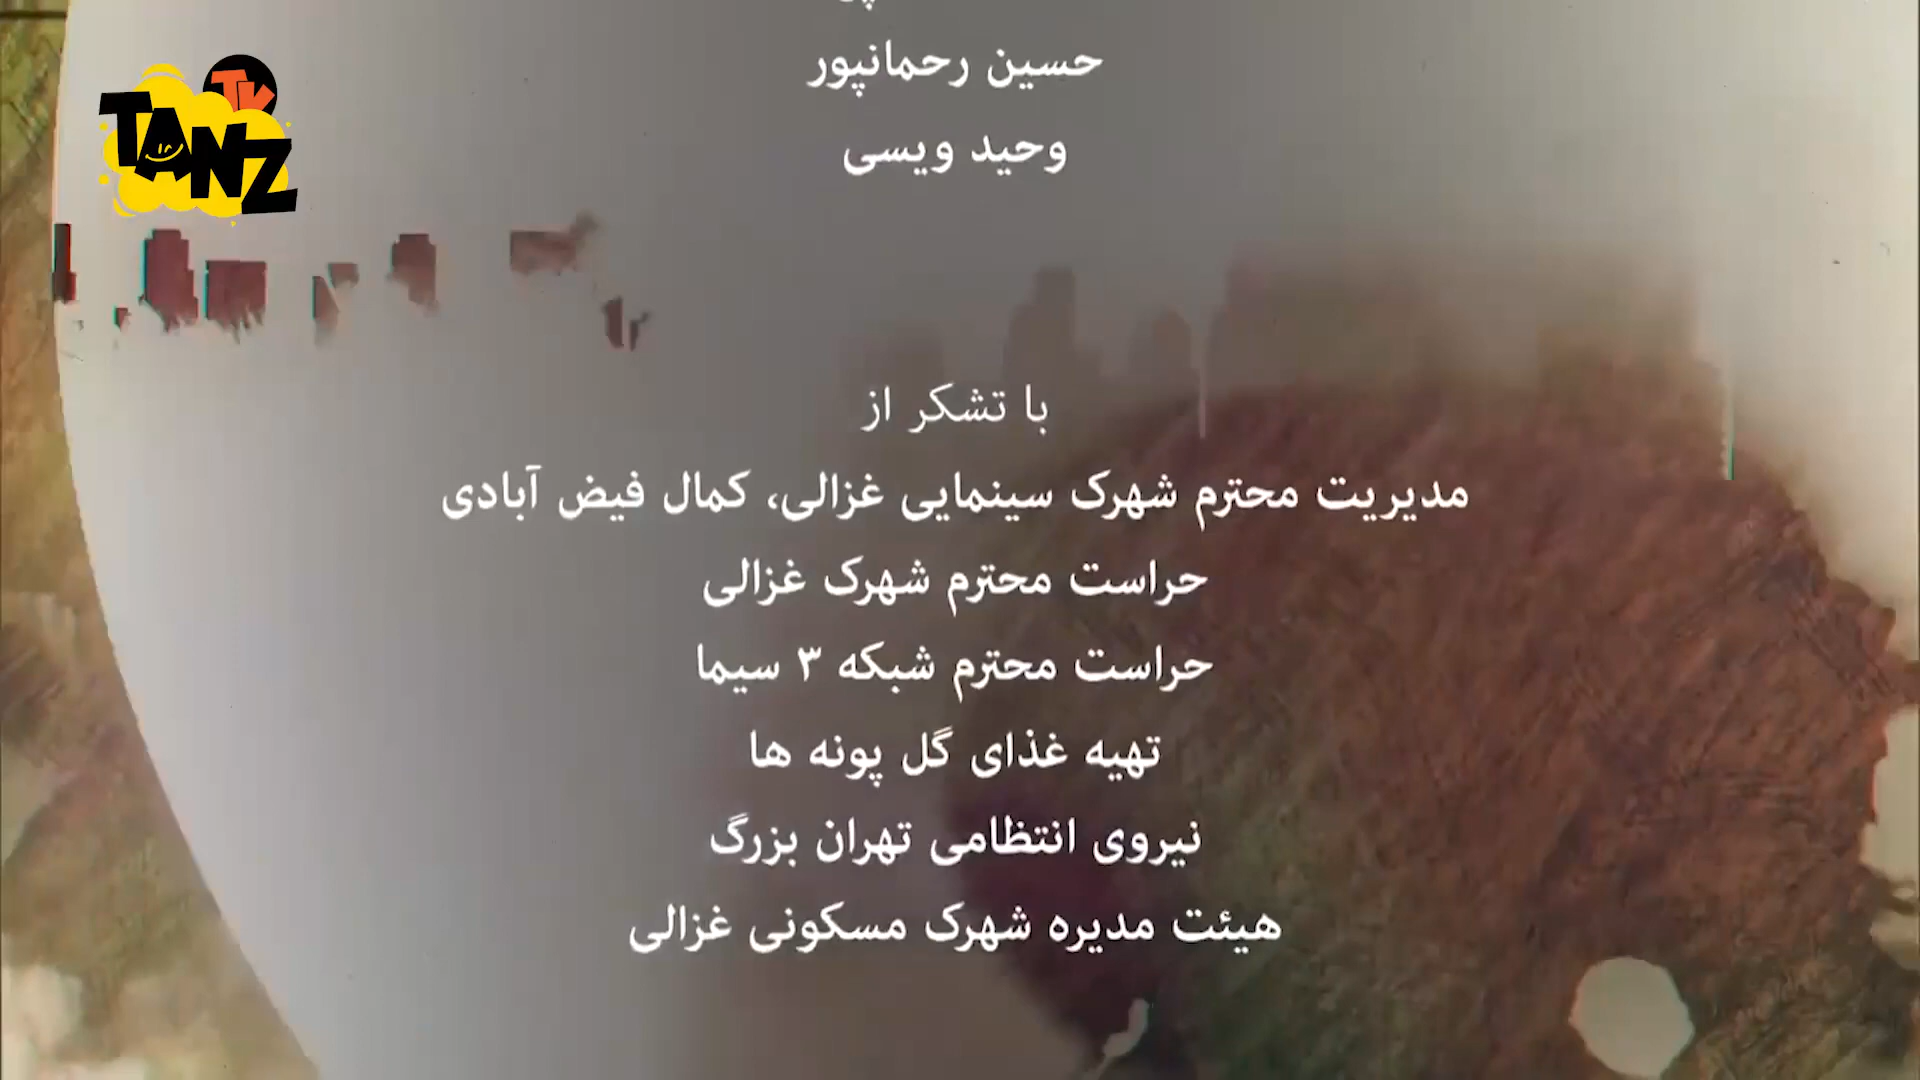 TV
TANZ
حسین رحمانپور
وحید ویسی
با تشکر از
مدیریت محترم شهرک سینمایی غزالی، کمال فیض آبادی
حراست محترم شهرک غزالی
حراست محترم شبکه ۳ سیما
تهیه غذای گل پونه ها
نیروی انتظامی تهران بزرگ
هیئت مدیره شهرک مسکونی غزالی